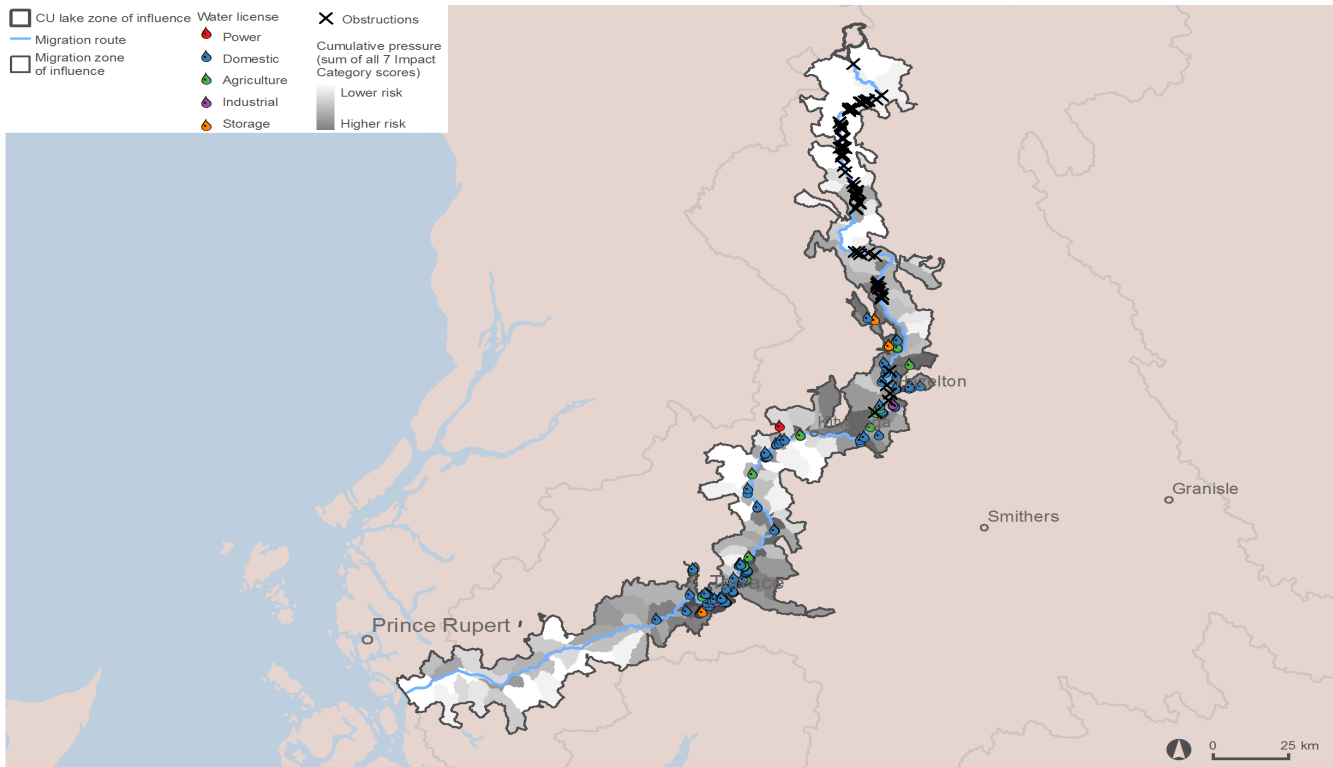 CU lake zone of influence
Migration route
Migration zone
of influence
Water license
Power
Domestic
Agriculture
Industrial
Storage
Obstructions
Cumulative pressure
(sum of all 7 Impact
Category scores)
Lower risk
Higher risk
Granisle
Smithers
Terrace
Prince Rupert
0 25 km